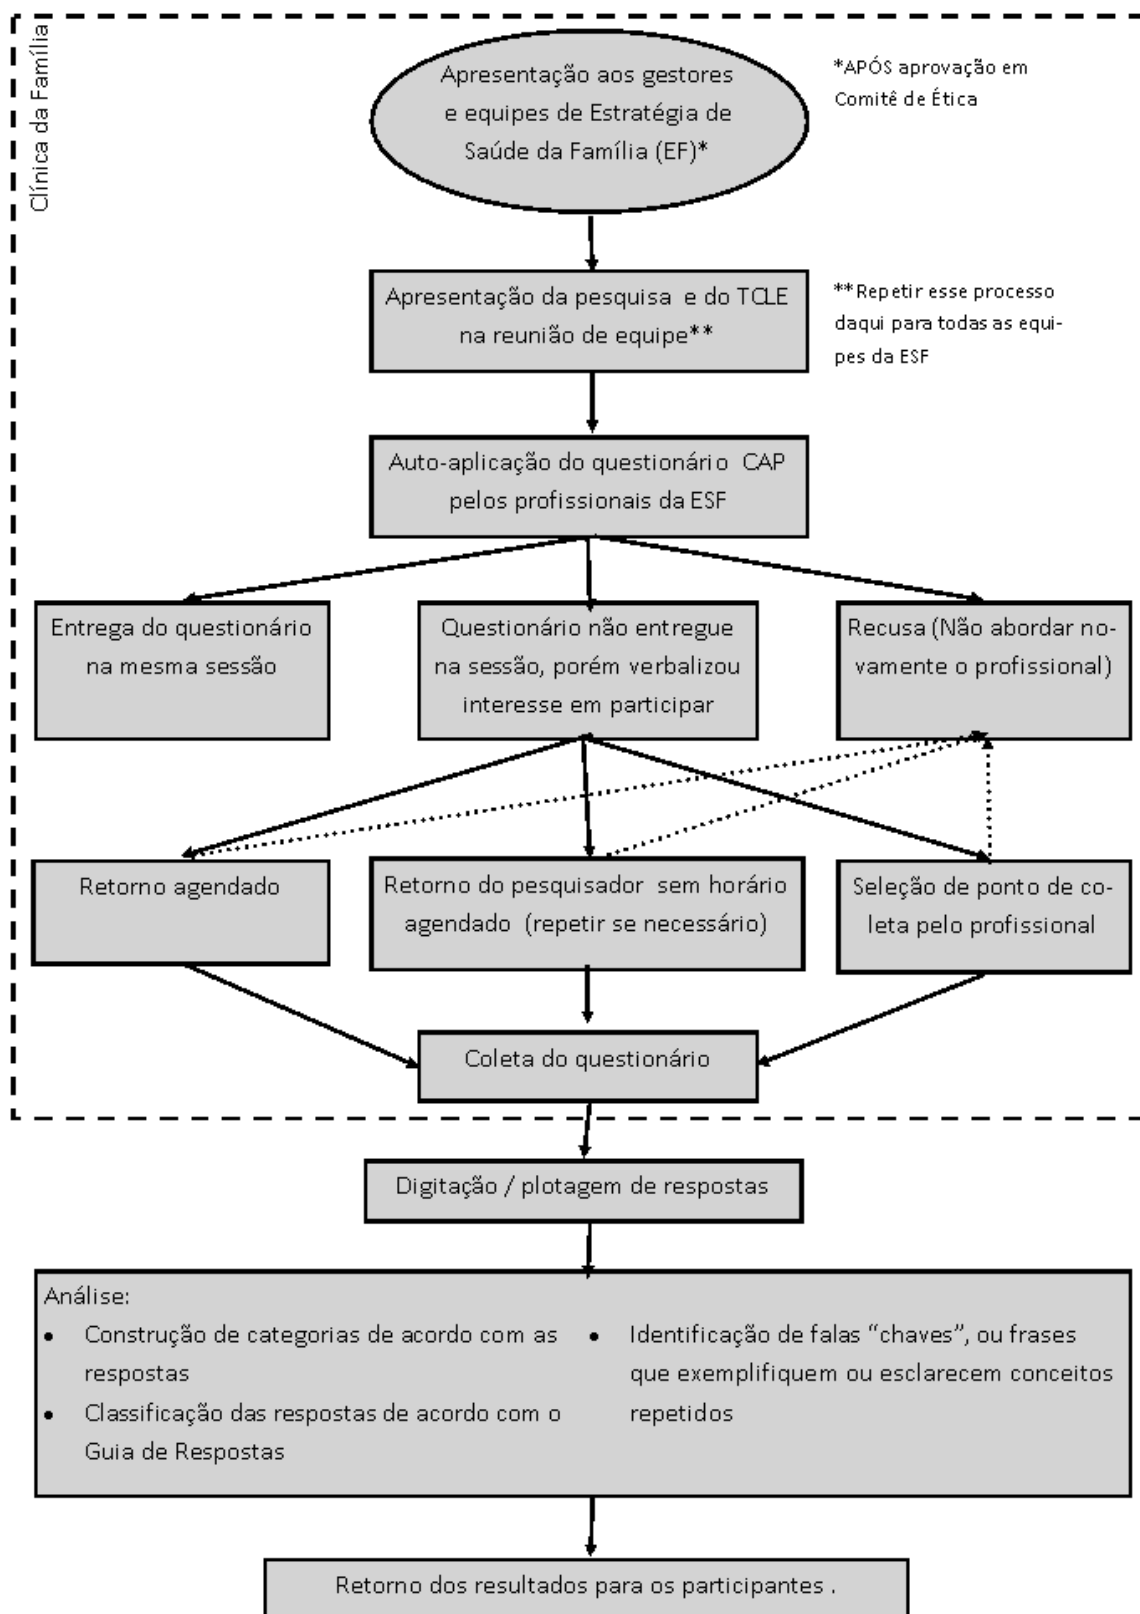 Clínica da Família
Apresentação aos gestores
e equipes de Estratégia de
Saúde da Família (EF)*
*APÓS aprovação em
Comitê de Ética
Apresentação da pesquisa e do TCLE
na reunião de equipe**
**Repetir esse processo
daqui para todas as equi-
pes da ESF
Auto-aplicação do questionário CAP
pelos profissionais da ESF
Entrega do questionário
na mesma sessão
Questionário não entregue
na sessão, porém verbalizou
interesse em participar
Recusa (Não abordar no-
vamente o profissional)
Retorno agendado
Retorno do pesquisador sem horário
agendado (repetir se necessário)
Seleção de ponto de co-
leta pelo profissional
Coleta do questionário
Digitação / plotagem de respostas
Análise:
• Construção de categorias de acordo com as
respostas
• Classificação das respostas de acordo com o
Guia de Respostas
• Identificação de falas “chaves”, ou frases
que exemplifiquem ou esclarecem conceitos
repetidos
Retorno dos resultados para os participantes .